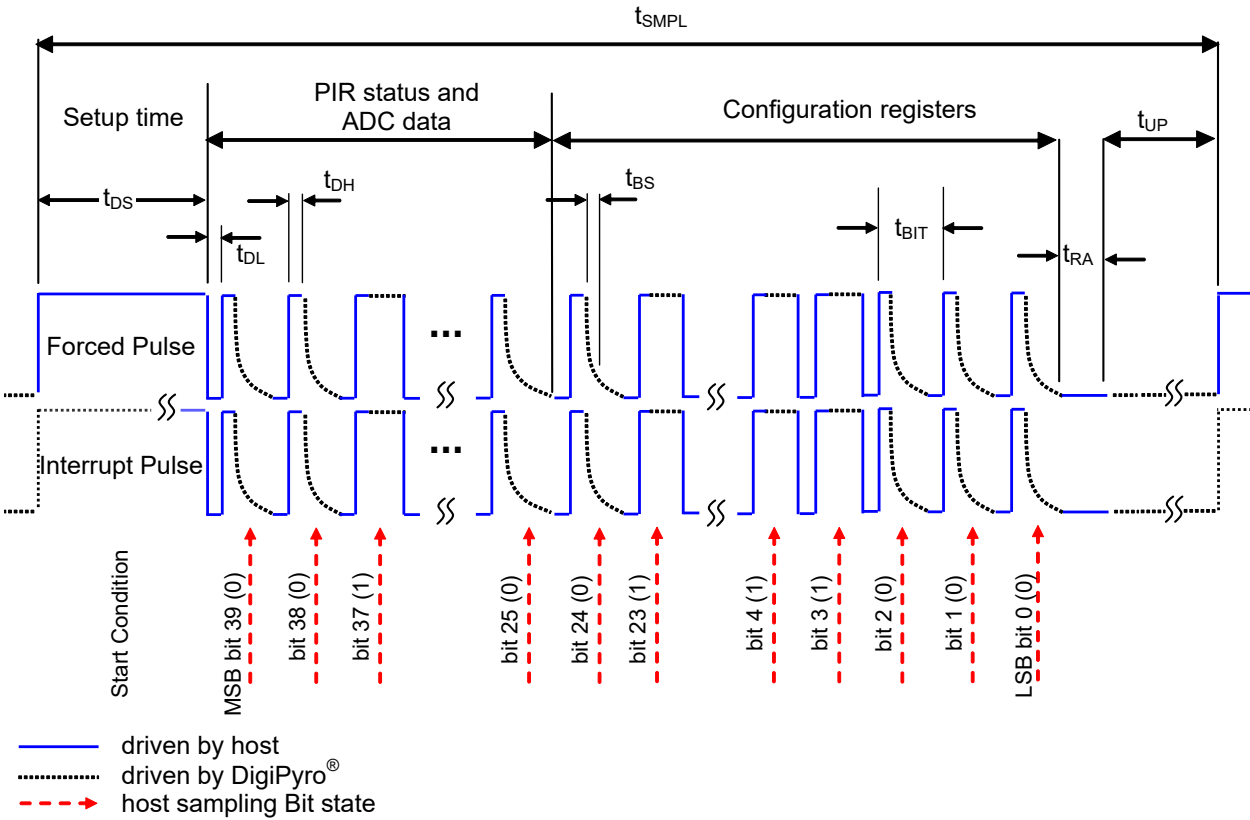 tSMPL
Setup time
PIR status and
ADC data
Configuration registers
tUP
tDS
tDH
tBS
tBIT
tDL
tRA
Forced Pulse
...
Interrupt Pulse
...
Start Condition
MSB bit 39 (0)
bit 38 (0)
bit 37 (1)
bit 25 (0)
bit 24 (0)
bit 23 (1)
bit 4 (1)
bit 3 (1)
bit 2 (0)
bit 1 (0)
LSB bit 0 (0)
driven by host
driven by DigiPyro®
host sampling Bit state